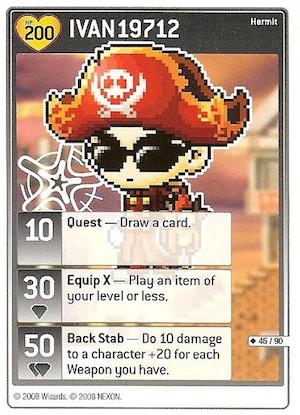 HP
200
IVAN19712
Hermit
10
Quest — Draw a card.
30
Equip X — Play an item of
your level or less.
50
Back Stab — Do 10 damage
to a character +20 for each
Weapon you have.
45 / 90
© 2008 Wizards. © 2008 NEXON.